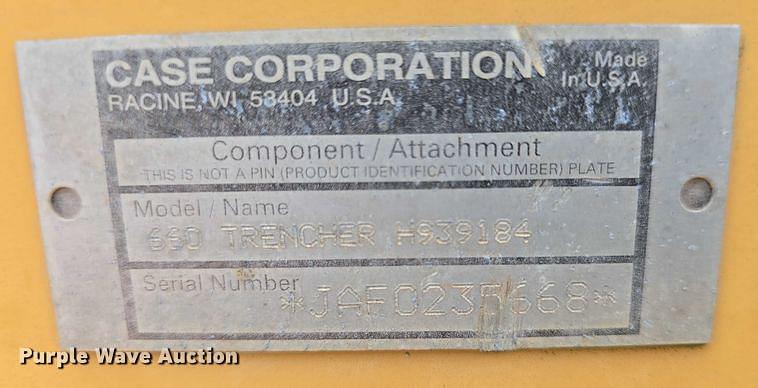 CASE CORPORATION
Made
In U.S.A.
RACINE, WI 53404 U.S.A.
Component / Attachment
THIS IS NOT A PIN (PRODUCT IDENTIFICATION NUMBER) PLATE
Model / Name
660 TRENCHER H939184
Serial Number
Purple Wave Auction